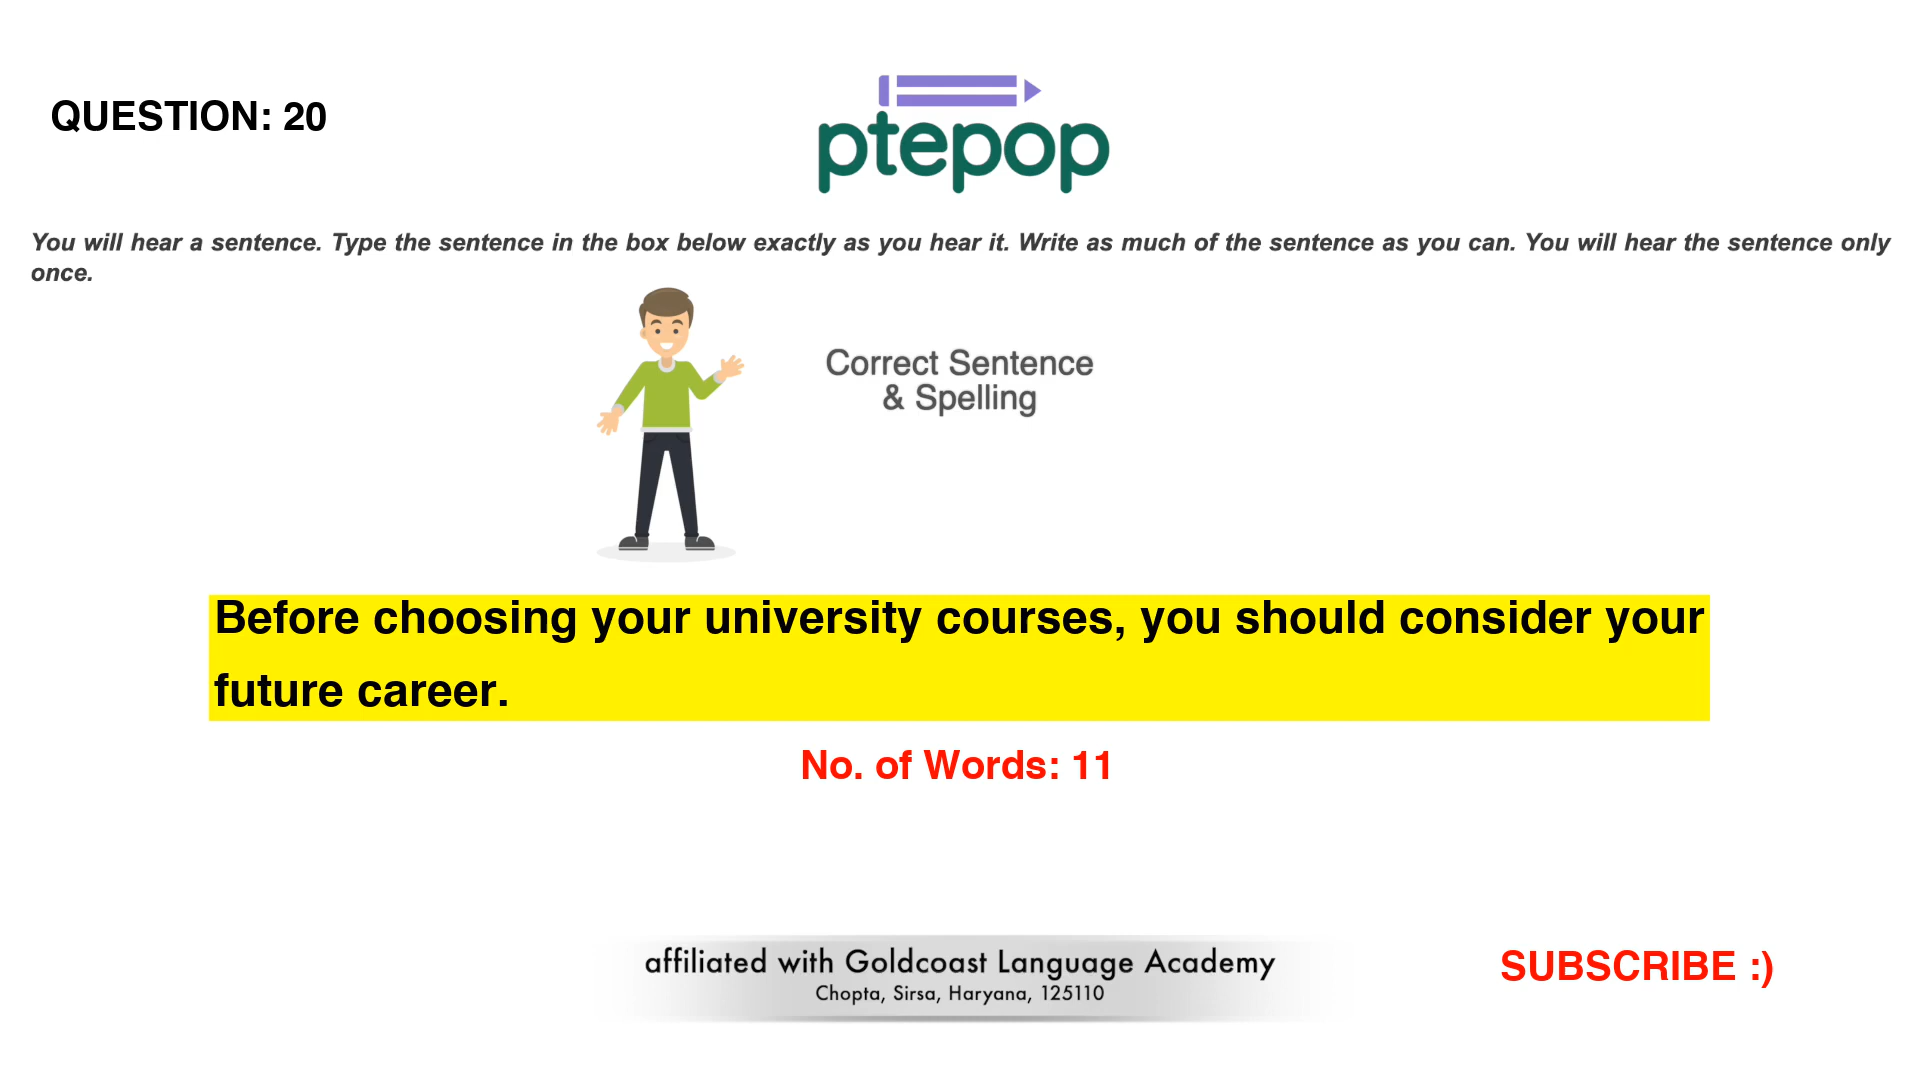 QUESTION: 20
ptepop
You will hear a sentence. Type the sentence in the box below exactly as you hear it. Write as much of the sentence as you can. You will hear the sentence only
once.
Correct Sentence
& Spelling
Before choosing your university courses, you should consider your
future career.
No. of Words: 11
affiliated with Goldcoast Language Academy
Chopta, Sirsa, Haryana, 125110
SUBSCRIBE :)